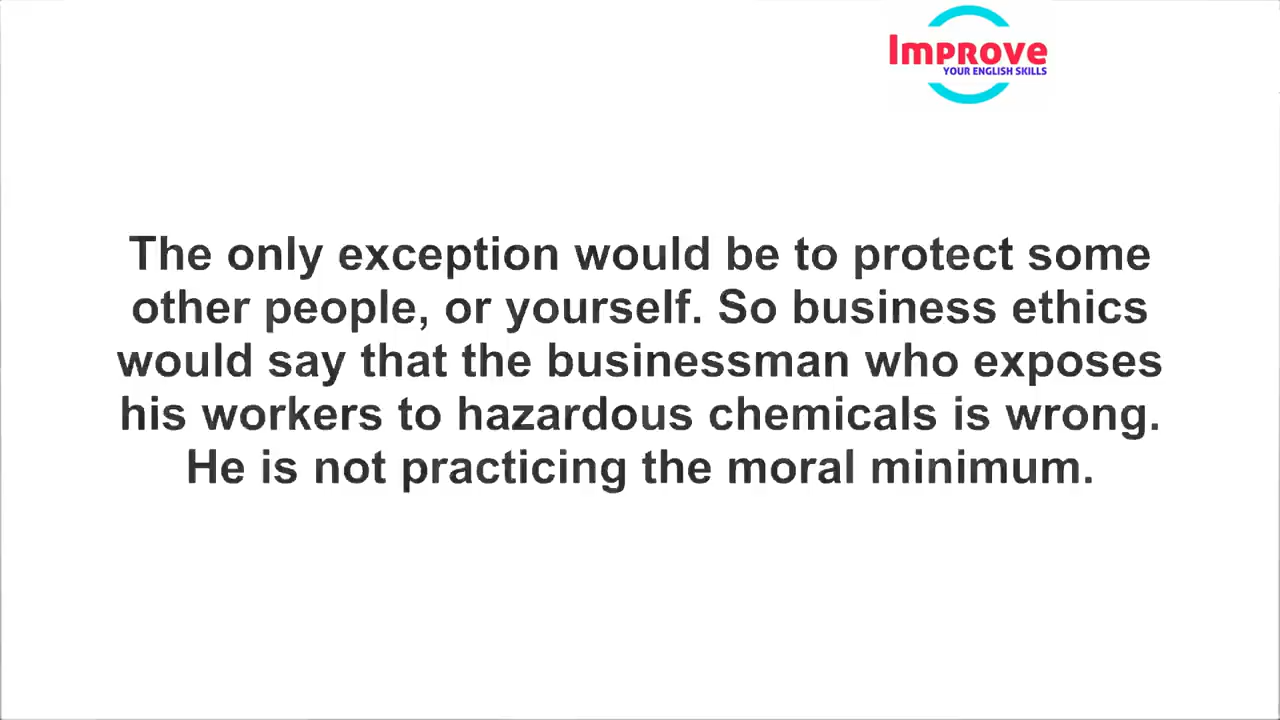 Improve
YOUR ENGLISH SKILLS
The only exception would be to protect some
other people, or yourself. So business ethics
would say that the businessman who exposes
his workers to hazardous chemicals is wrong.
He is not practicing the moral minimum.